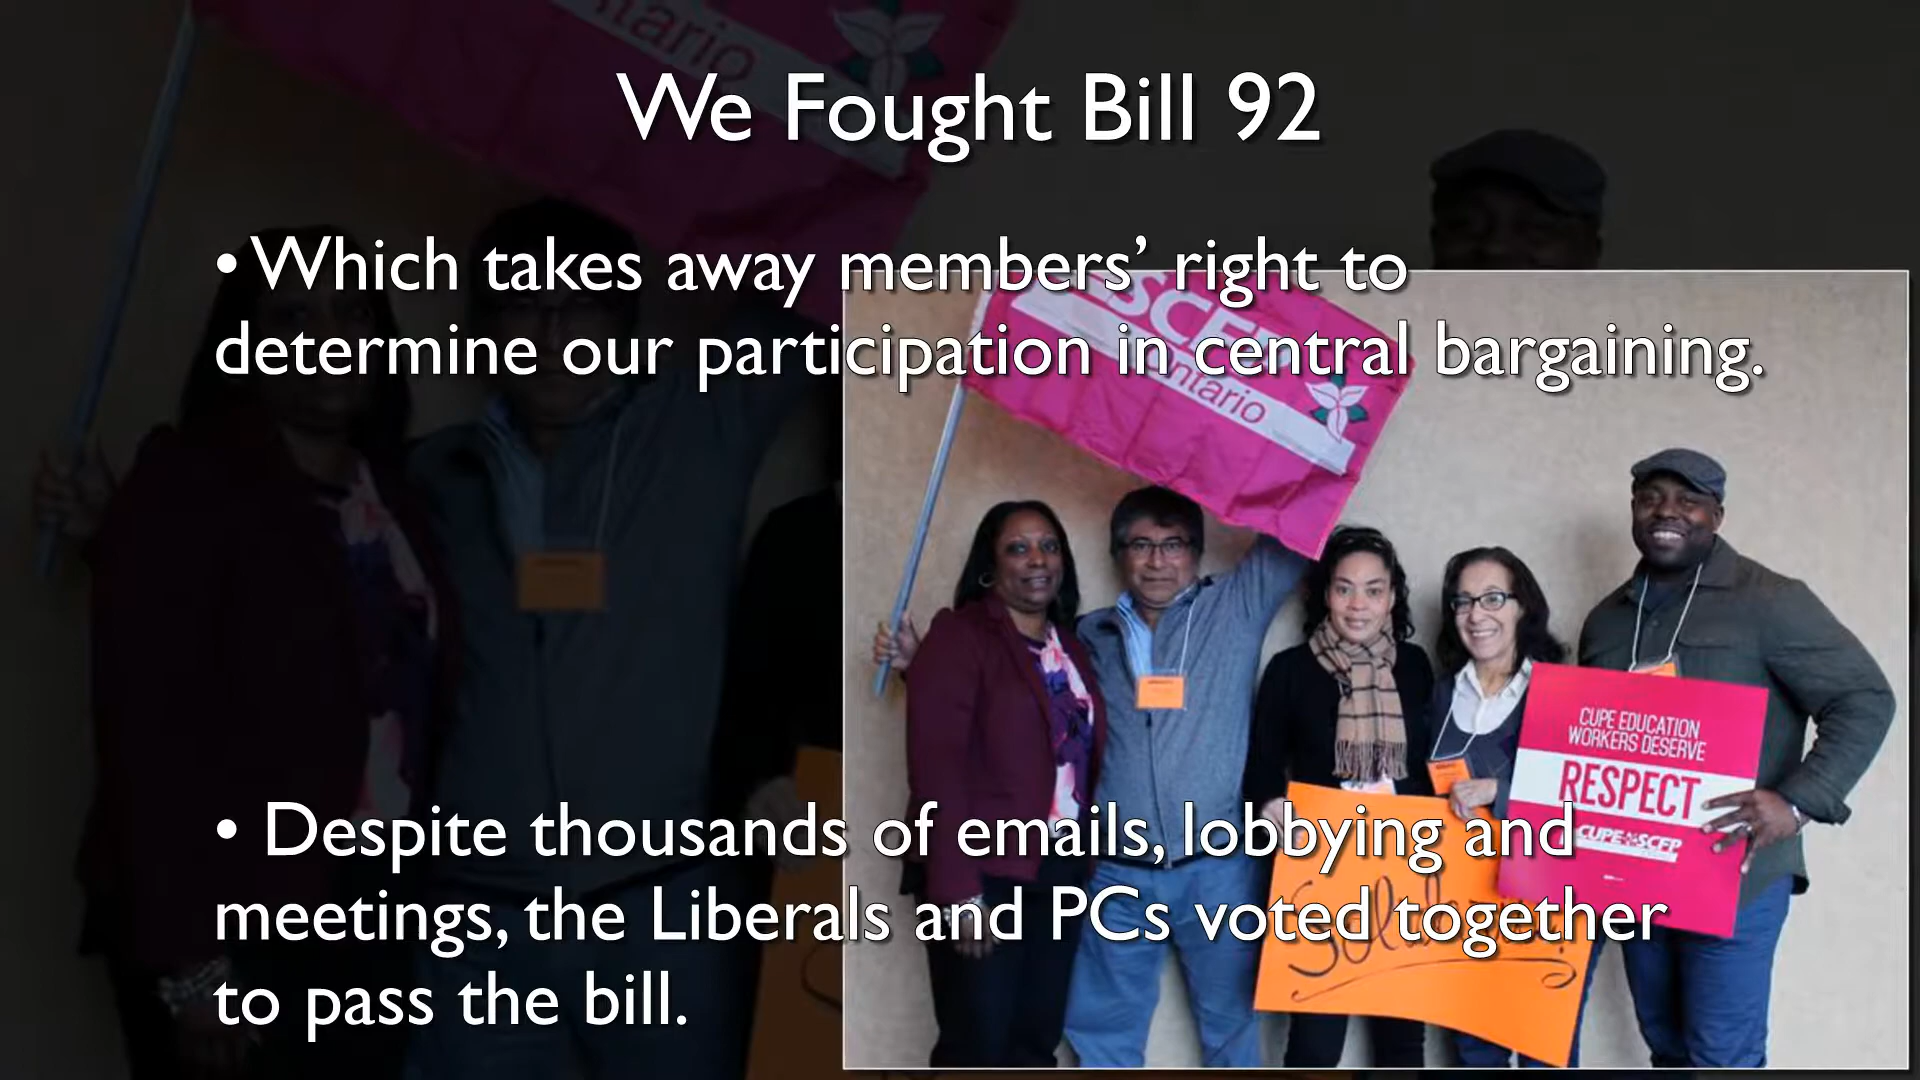 We Fought Bill 92
• Which takes away members’ right to
determine our participation in central bargaining.
SCFP
Ontario
CUPE EDUCATION
WORKERS DESERVE
RESPECT
CUPE SCFP
• Despite thousands of emails, lobbying and
meetings, the Liberals and PCs voted together
to pass the bill.